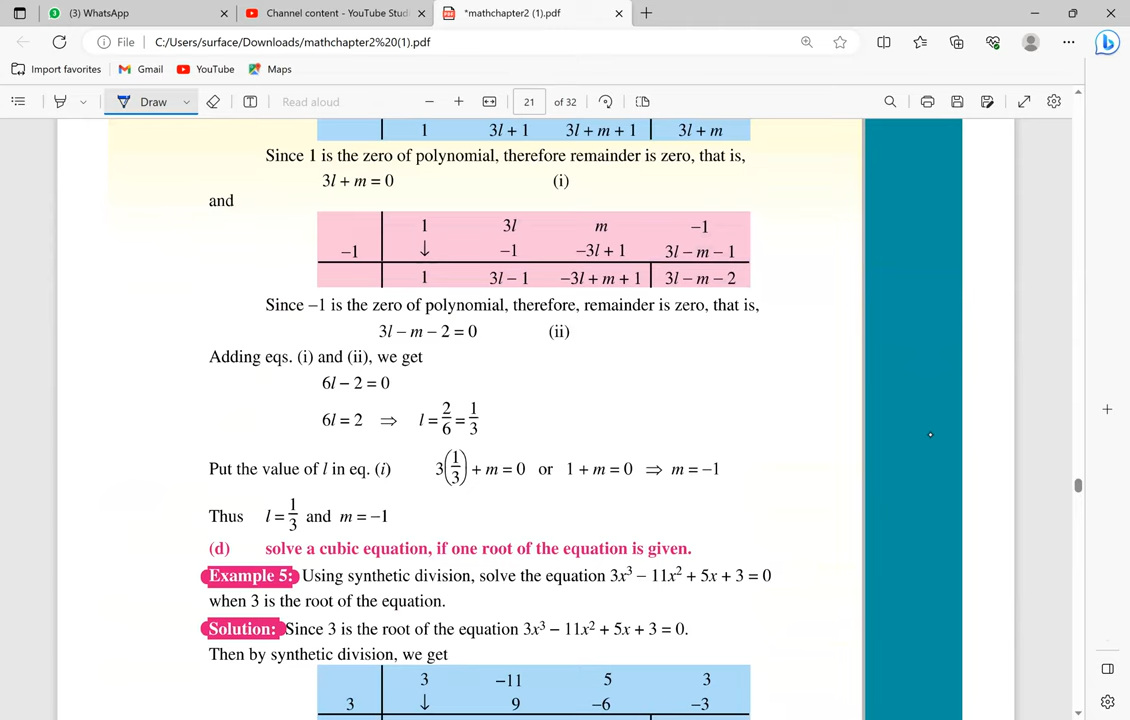 (3) WhatsApp
Channel content - YouTube Studi
*mathchapter2 (1).pdf
File C:/Users/surface/Downloads/mathchapter2%20(1).pdf
Import favorites Gmail YouTube Maps
Draw Read aloud 21 of 32
1 3l + 1 3l + m + 1 3l + m
Since 1 is the zero of polynomial, therefore remainder is zero, that is,
3l + m = 0 (i)
and
1 3l m −1
−1 ↓ −1 −3l + 1 3l − m − 1
1 3l − 1 −3l + m + 1 3l − m − 2
Since −1 is the zero of polynomial, therefore, remainder is zero, that is,
3l − m − 2 = 0 (ii)
Adding eqs. (i) and (ii), we get
6l − 2 = 0
6l = 2 ⇒ l = 2/6 = 1/3
Put the value of l in eq. (i) 3(1/3) + m = 0 or 1 + m = 0 ⇒ m = −1
Thus l = 1/3 and m = −1
(d) solve a cubic equation, if one root of the equation is given.
Example 5: Using synthetic division, solve the equation 3x³ − 11x² + 5x + 3 = 0
when 3 is the root of the equation.
Solution: Since 3 is the root of the equation 3x³ − 11x² + 5x + 3 = 0.
Then by synthetic division, we get
3 −11 5 3
3 ↓ 9 −6 −3